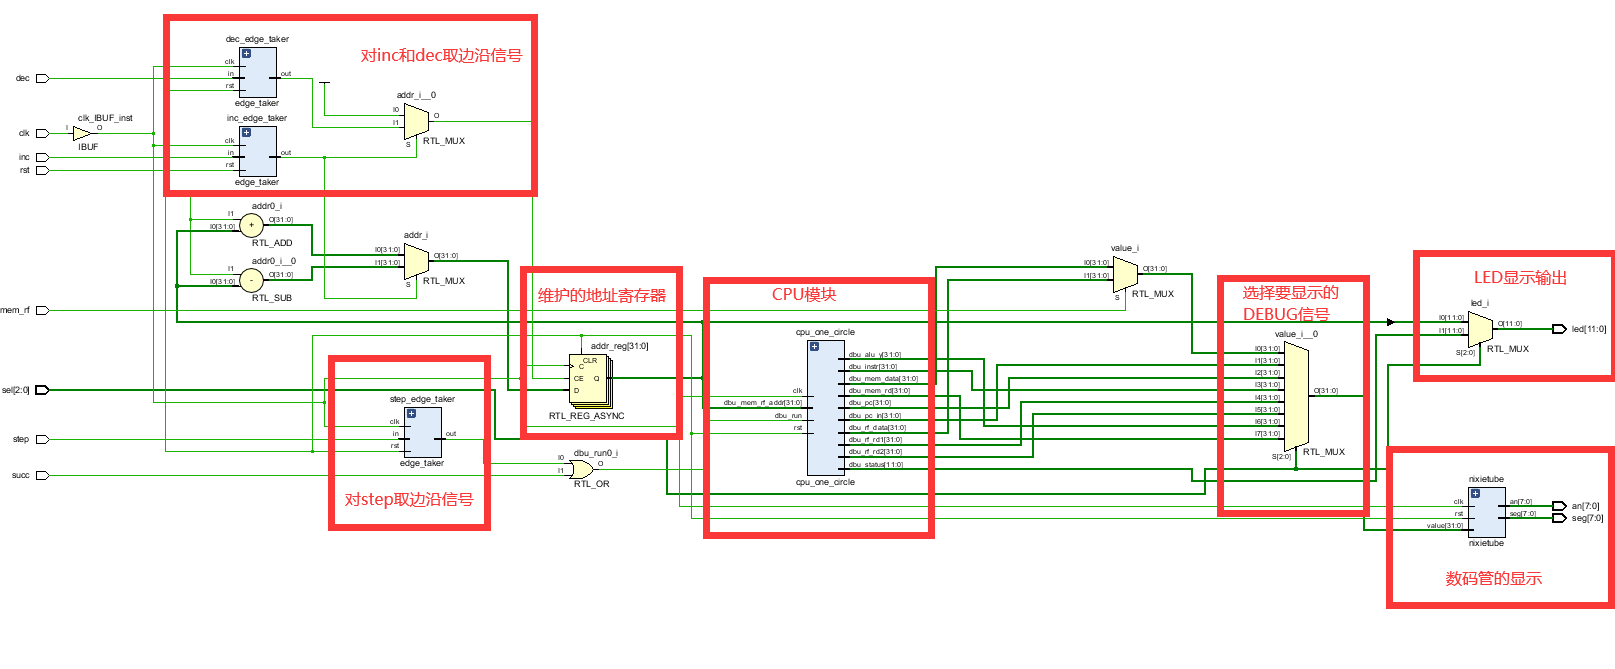 dec_edge_taker
对inc和dec取边沿信号
clk
in
rst
out
edge_taker
dec
addr_i__0
I0
I1
O
S
RTL_MUX
clk_IBUF_inst
I
O
IBUF
clk
inc
rst
inc_edge_taker
clk
in
rst
out
edge_taker
addr0_i
I1
I0[31:0]
+
O[31:0]
RTL_ADD
addr0_i__0
I1
I0[31:0]
-
O[31:0]
RTL_SUB
addr_i
I0[31:0]
I1[31:0]
O[31:0]
S
RTL_MUX
mem_rf
sel[2:0]
step
succ
维护的地址寄存器
addr_reg[31:0]
CLR
C
CE
Q
D
RTL_REG_ASYNC
step_edge_taker
clk
in
rst
out
edge_taker
对step取边沿信号
dbu_run0_i
I0
I1
O
RTL_OR
CPU模块
cpu_one_circle
clk
dbu_mem_rf_addr[31:0]
dbu_run
rst
dbu_alu_y[31:0]
dbu_instr[31:0]
dbu_mem_data[31:0]
dbu_mem_rd[31:0]
dbu_pc[31:0]
dbu_pc_in[31:0]
dbu_rf_data[31:0]
dbu_rf_rd1[31:0]
dbu_rf_rd2[31:0]
dbu_status[11:0]
cpu_one_circle
value_i
I0[31:0]
I1[31:0]
O[31:0]
S
RTL_MUX
选择要显示的
DEBUG信号
value_i__0
I0[31:0]
I1[31:0]
I2[31:0]
I3[31:0]
I4[31:0]
I5[31:0]
I6[31:0]
I7[31:0]
O[31:0]
S[2:0]
RTL_MUX
LED显示输出
led_i
I0[11:0]
I1[11:0]
O[11:0]
S[2:0]
RTL_MUX
led[11:0]
nixietube
clk
rst
value[31:0]
an[7:0]
seg[7:0]
nixietube
an[7:0]
seg[7:0]
数码管的显示